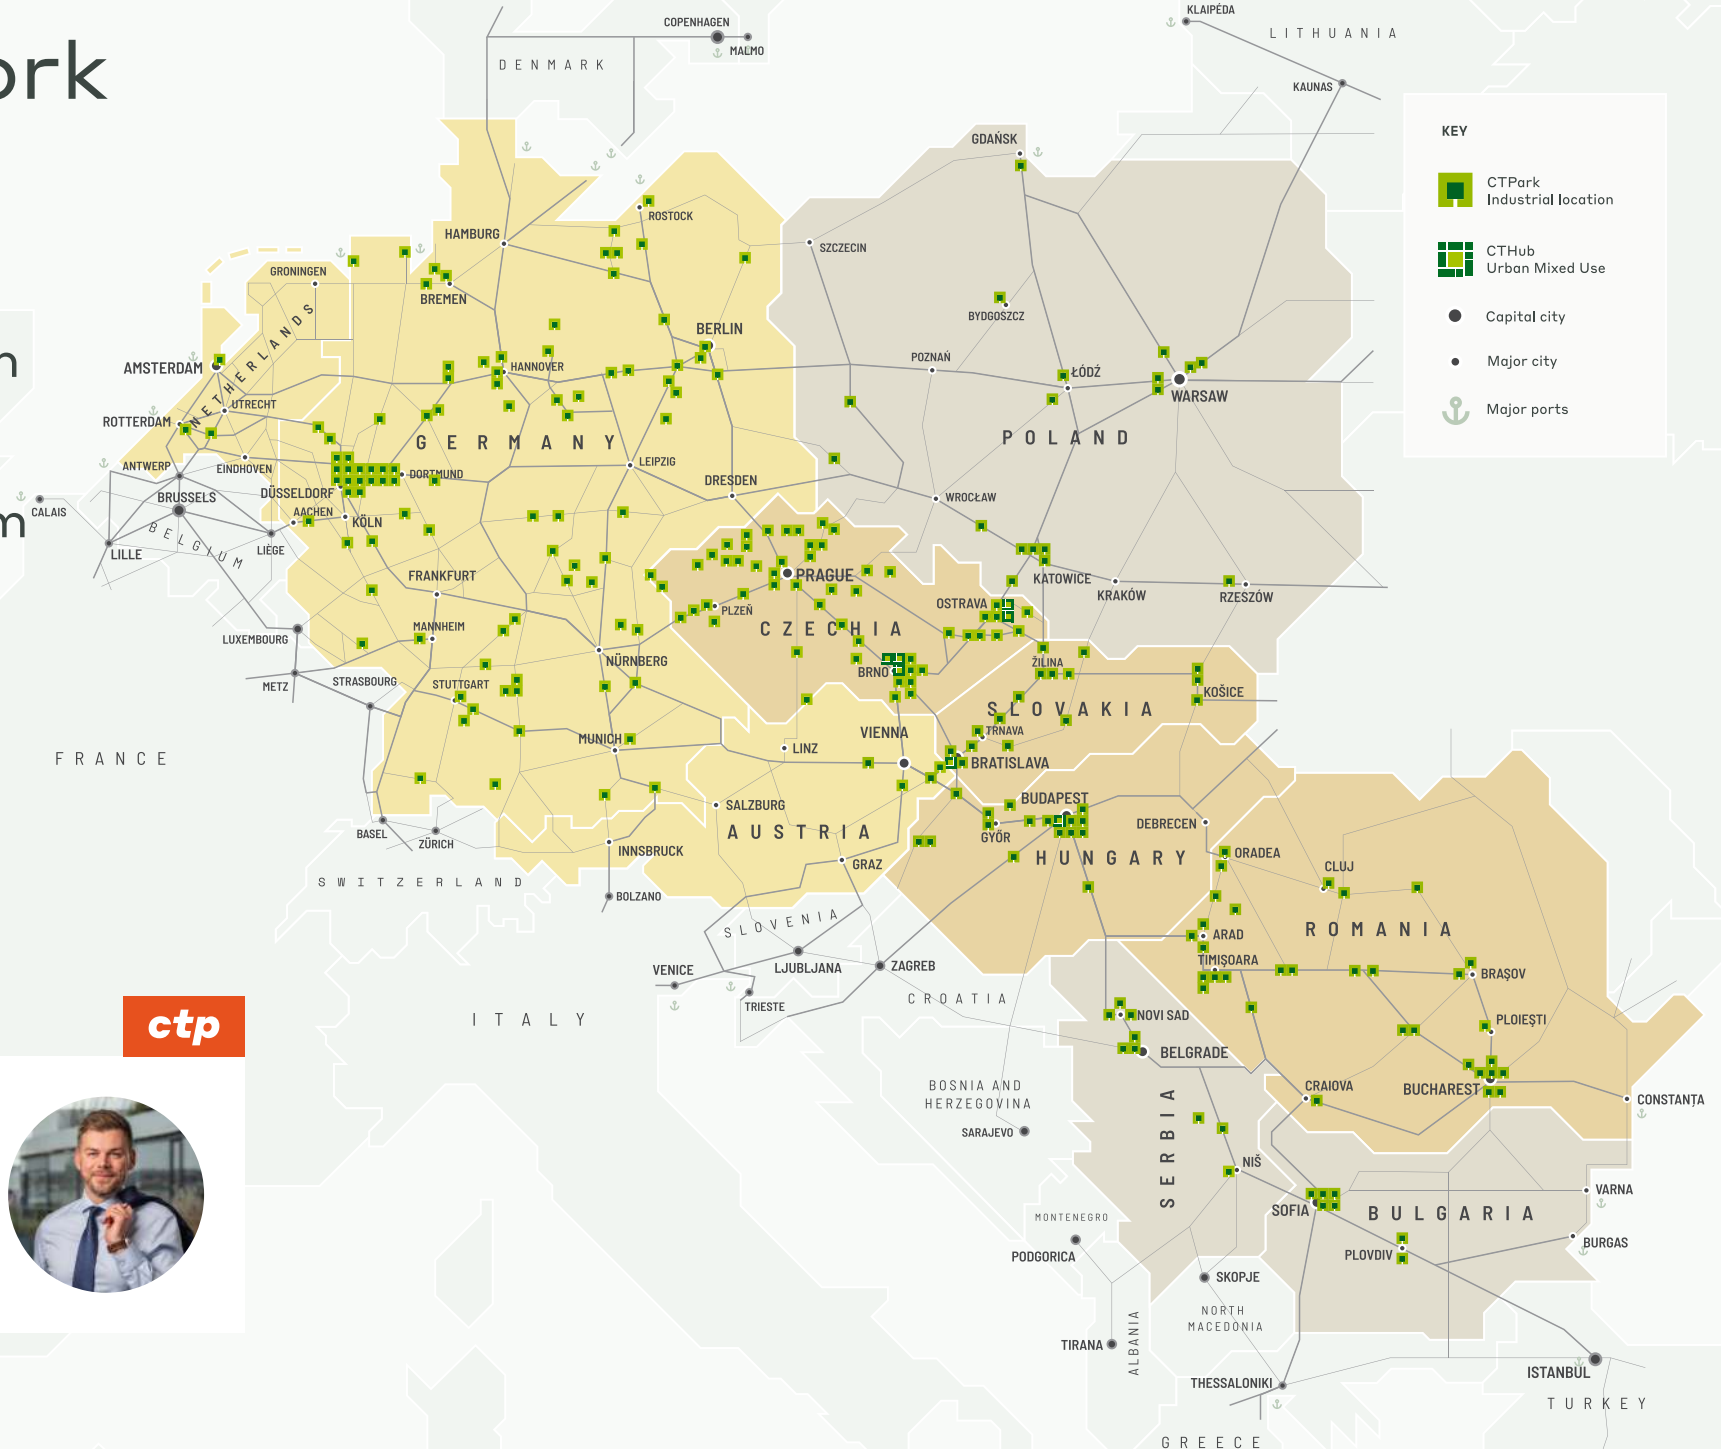 ork
n
m
ctp
KEY
CTPark
Industrial location
CTHub
Urban Mixed Use
Capital city
Major city
Major ports
COPENHAGEN
MALMO
DENMARK
KLAIPĖDA
LITHUANIA
KAUNAS
GDAŃSK
ROSTOCK
HAMBURG
SZCZECIN
GRONINGEN
BREMEN
BYDGOSZCZ
BERLIN
NETHERLANDS
AMSTERDAM
HANNOVER
POZNAŃ
ŁÓDŹ
WARSAW
UTRECHT
ROTTERDAM
GERMANY
POLAND
ANTWERP
EINDHOVEN
DORTMUND
LEIPZIG
DRESDEN
BRUSSELS
DÜSSELDORF
WROCŁAW
CALAIS
AACHEN
KÖLN
BELGIUM
LILLE
LIÈGE
FRANKFURT
PRAGUE
KATOWICE
KRAKÓW
RZESZÓW
OSTRAVA
PLZEŇ
CZECHIA
MANNHEIM
LUXEMBOURG
NÜRNBERG
ŽILINA
BRNO
METZ
STRASBOURG
STUTTGART
KOŠICE
SLOVAKIA
VIENNA
TRNAVA
MUNICH
LINZ
FRANCE
BRATISLAVA
SALZBURG
BUDAPEST
AUSTRIA
DEBRECEN
BASEL
ZÜRICH
GYŐR
INNSBRUCK
HUNGARY
ORADEA
GRAZ
CLUJ
SWITZERLAND
BOLZANO
SLOVENIA
ROMANIA
ARAD
TIMIŞOARA
VENICE
LJUBLJANA
ZAGREB
BRAŞOV
TRIESTE
CROATIA
ITALY
NOVI SAD
PLOIEŞTI
BELGRADE
BOSNIA AND
HERZEGOVINA
CRAIOVA
BUCHAREST
CONSTANȚA
SARAJEVO
SERBIA
NIŠ
VARNA
SOFIA
BULGARIA
MONTENEGRO
PODGORICA
PLOVDIV
BURGAS
SKOPJE
NORTH
MACEDONIA
TIRANA
ALBANIA
ISTANBUL
THESSALONIKI
TURKEY
GREECE